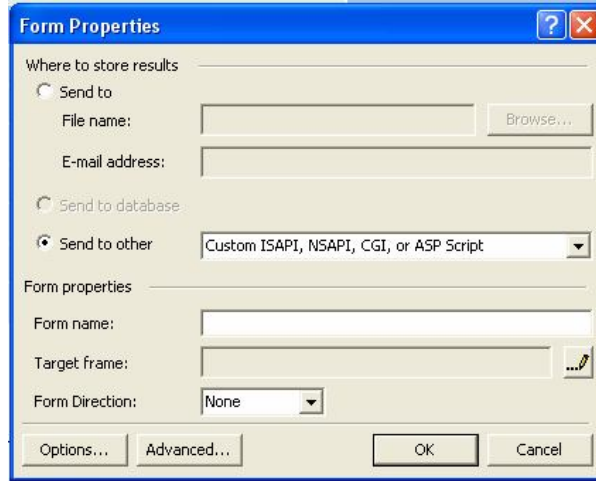 Form Properties
Where to store results
Send to
File name:
Browse...
E-mail address:
Send to database
Send to other Custom ISAPI, NSAPI, CGI, or ASP Script
Form properties
Form name:
Target frame:
Form Direction: None
Options... Advanced... OK Cancel